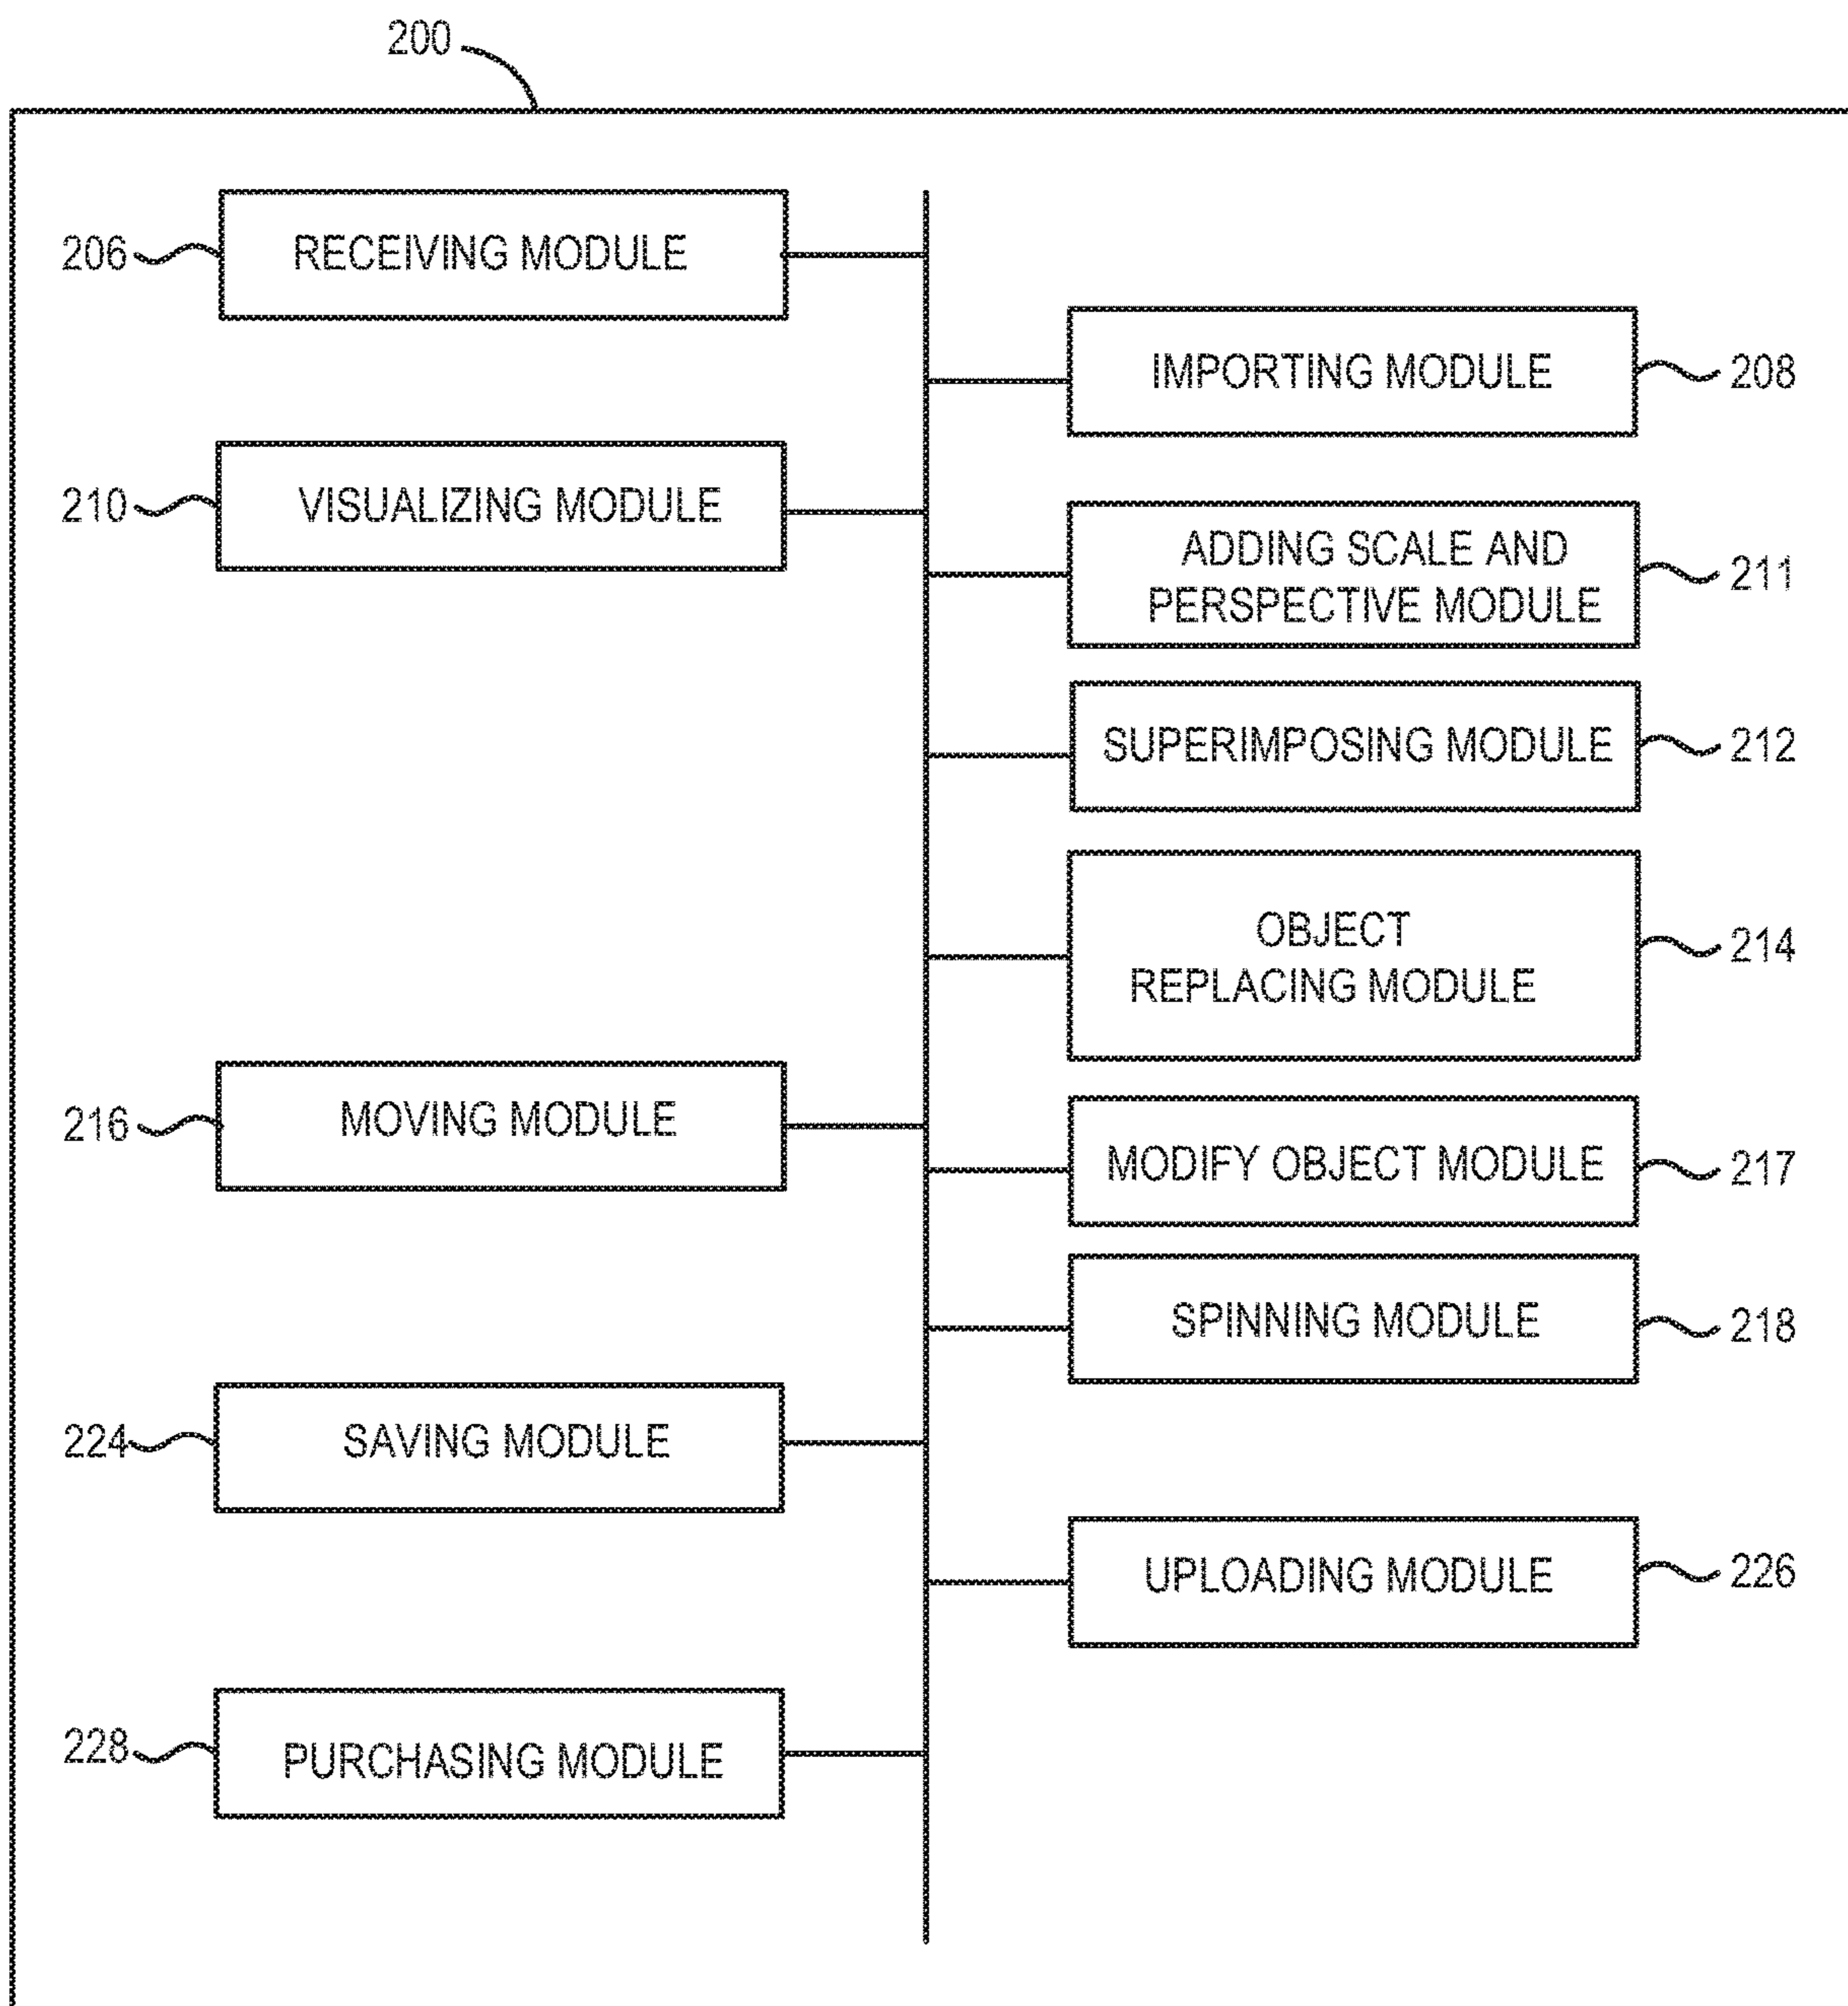 200
206
RECEIVING MODULE
IMPORTING MODULE
208
210
VISUALIZING MODULE
ADDING SCALE AND
PERSPECTIVE MODULE
211
SUPERIMPOSING MODULE
212
OBJECT
REPLACING MODULE
214
216
MOVING MODULE
MODIFY OBJECT MODULE
217
SPINNING MODULE
218
224
SAVING MODULE
UPLOADING MODULE
226
228
PURCHASING MODULE